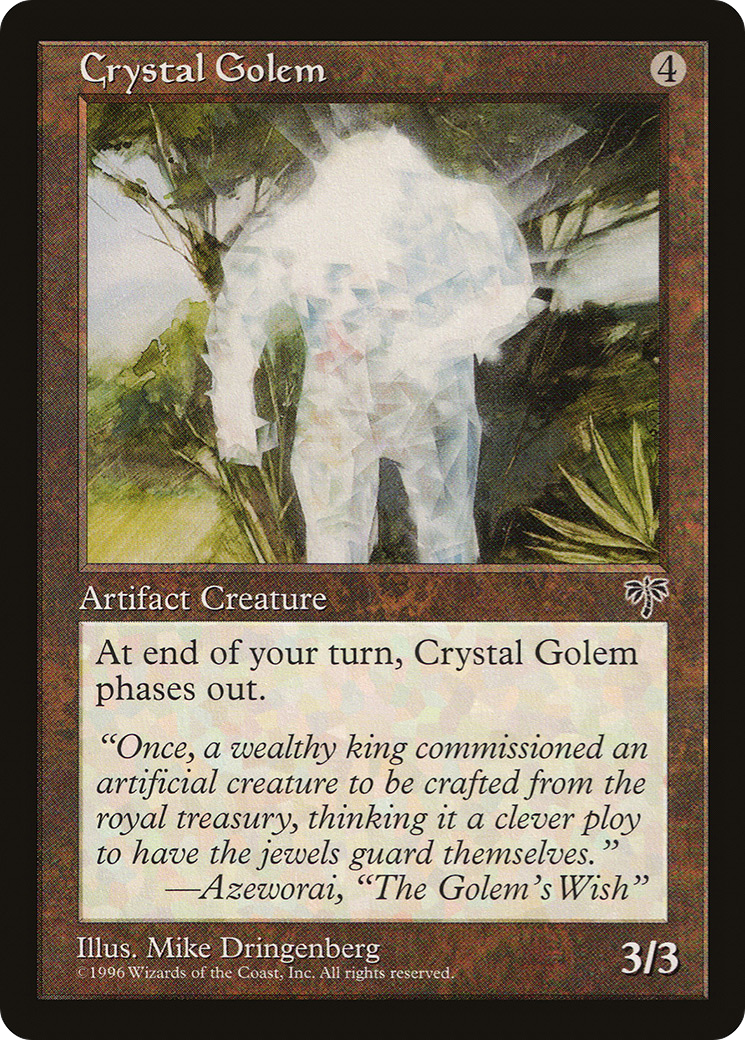 Crystal Golem
4
Artifact Creature
At end of your turn, Crystal Golem
phases out.
“Once, a wealthy king commissioned an
artificial creature to be crafted from the
royal treasury, thinking it a clever ploy
to have the jewels guard themselves.”
—Azeworai, “The Golem’s Wish”
Illus. Mike Dringenberg
3/3
©1996 Wizards of the Coast, Inc. All rights reserved.